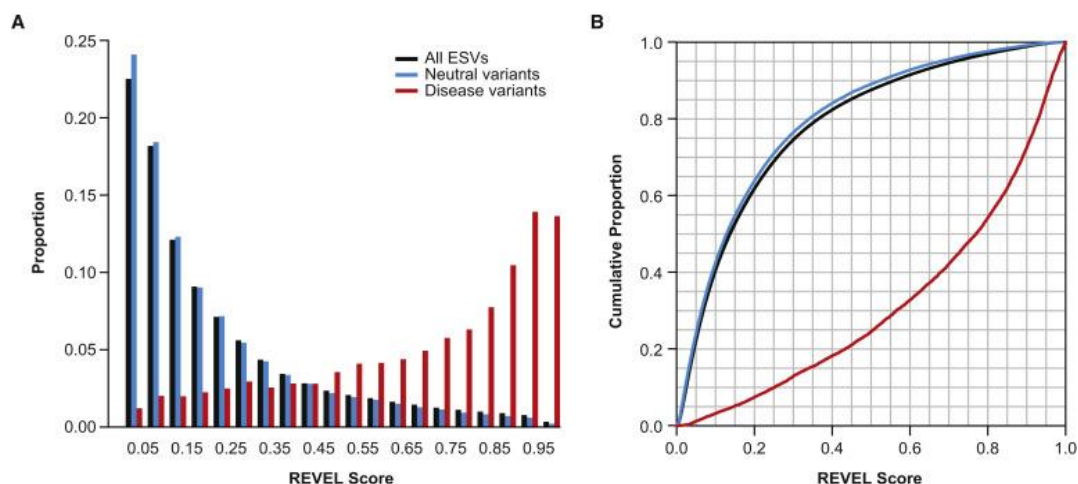 A
0.25
0.20
0.15
0.10
0.05
0.00
Proportion
All ESVs
Neutral variants
Disease variants
0.05 0.15 0.25 0.35 0.45 0.55 0.65 0.75 0.85 0.95
REVEL Score
B
1.0
0.8
0.6
0.4
0.2
0.0
Cumulative Proportion
0.0 0.2 0.4 0.6 0.8 1.0
REVEL Score